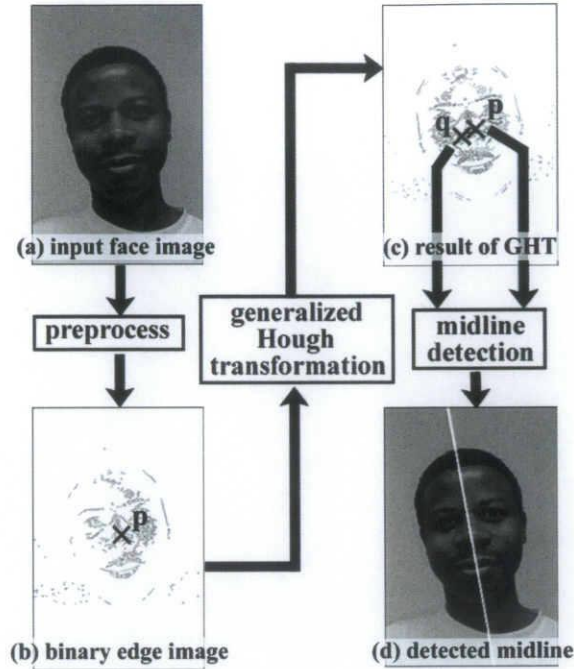 (a) input face image
preprocess
p
(b) binary edge image
generalized
Hough
transformation
q p
(c) result of GHT
midline
detection
(d) detected midline